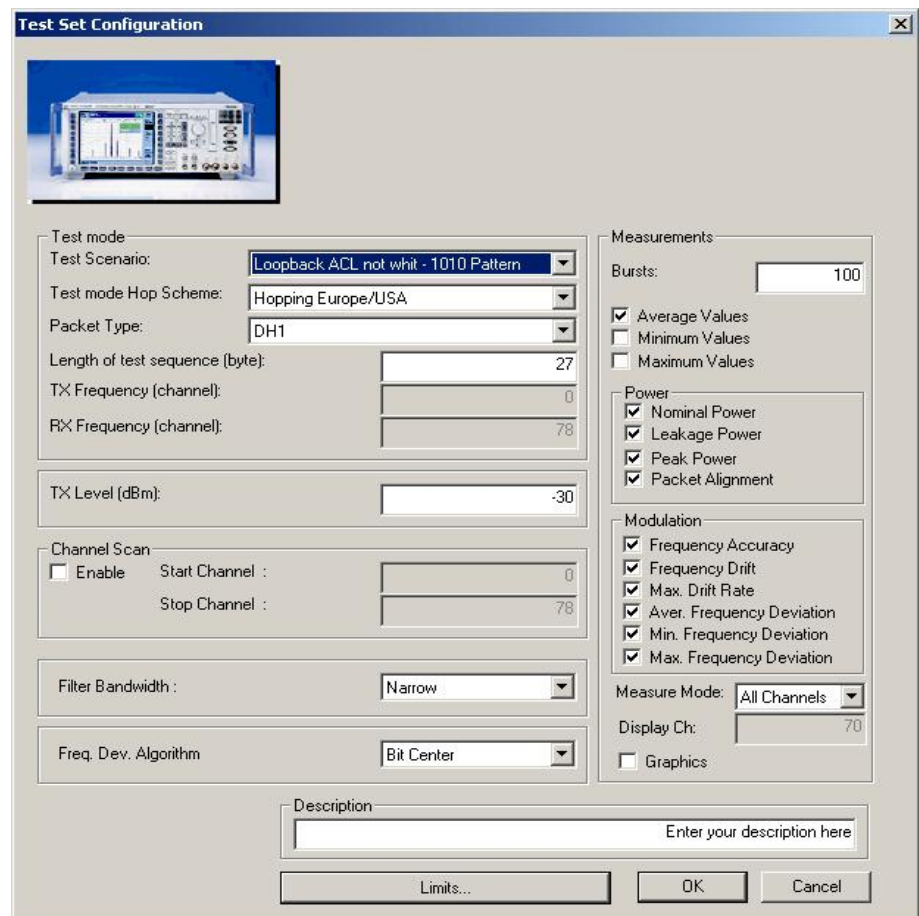 Test Set Configuration
Test mode
Test Scenario: Loopback ACL not whit - 1010 Pattern
Test mode Hop Scheme: Hopping Europe/USA
Packet Type: DH1
Length of test sequence (byte): 27
TX Frequency (channel): 0
RX Frequency (channel): 78
TX Level (dBm): -30
Channel Scan
Enable Start Channel : 0
Stop Channel : 78
Filter Bandwidth : Narrow
Freq. Dev. Algorithm Bit Center
Measurements
Bursts: 100
Average Values
Minimum Values
Maximum Values
Power
Nominal Power
Leakage Power
Peak Power
Packet Alignment
Modulation
Frequency Accuracy
Frequency Drift
Max. Drift Rate
Aver. Frequency Deviation
Min. Frequency Deviation
Max. Frequency Deviation
Measure Mode: All Channels
Display Ch: 70
Graphics
Description
Enter your description here
Limits...
OK
Cancel